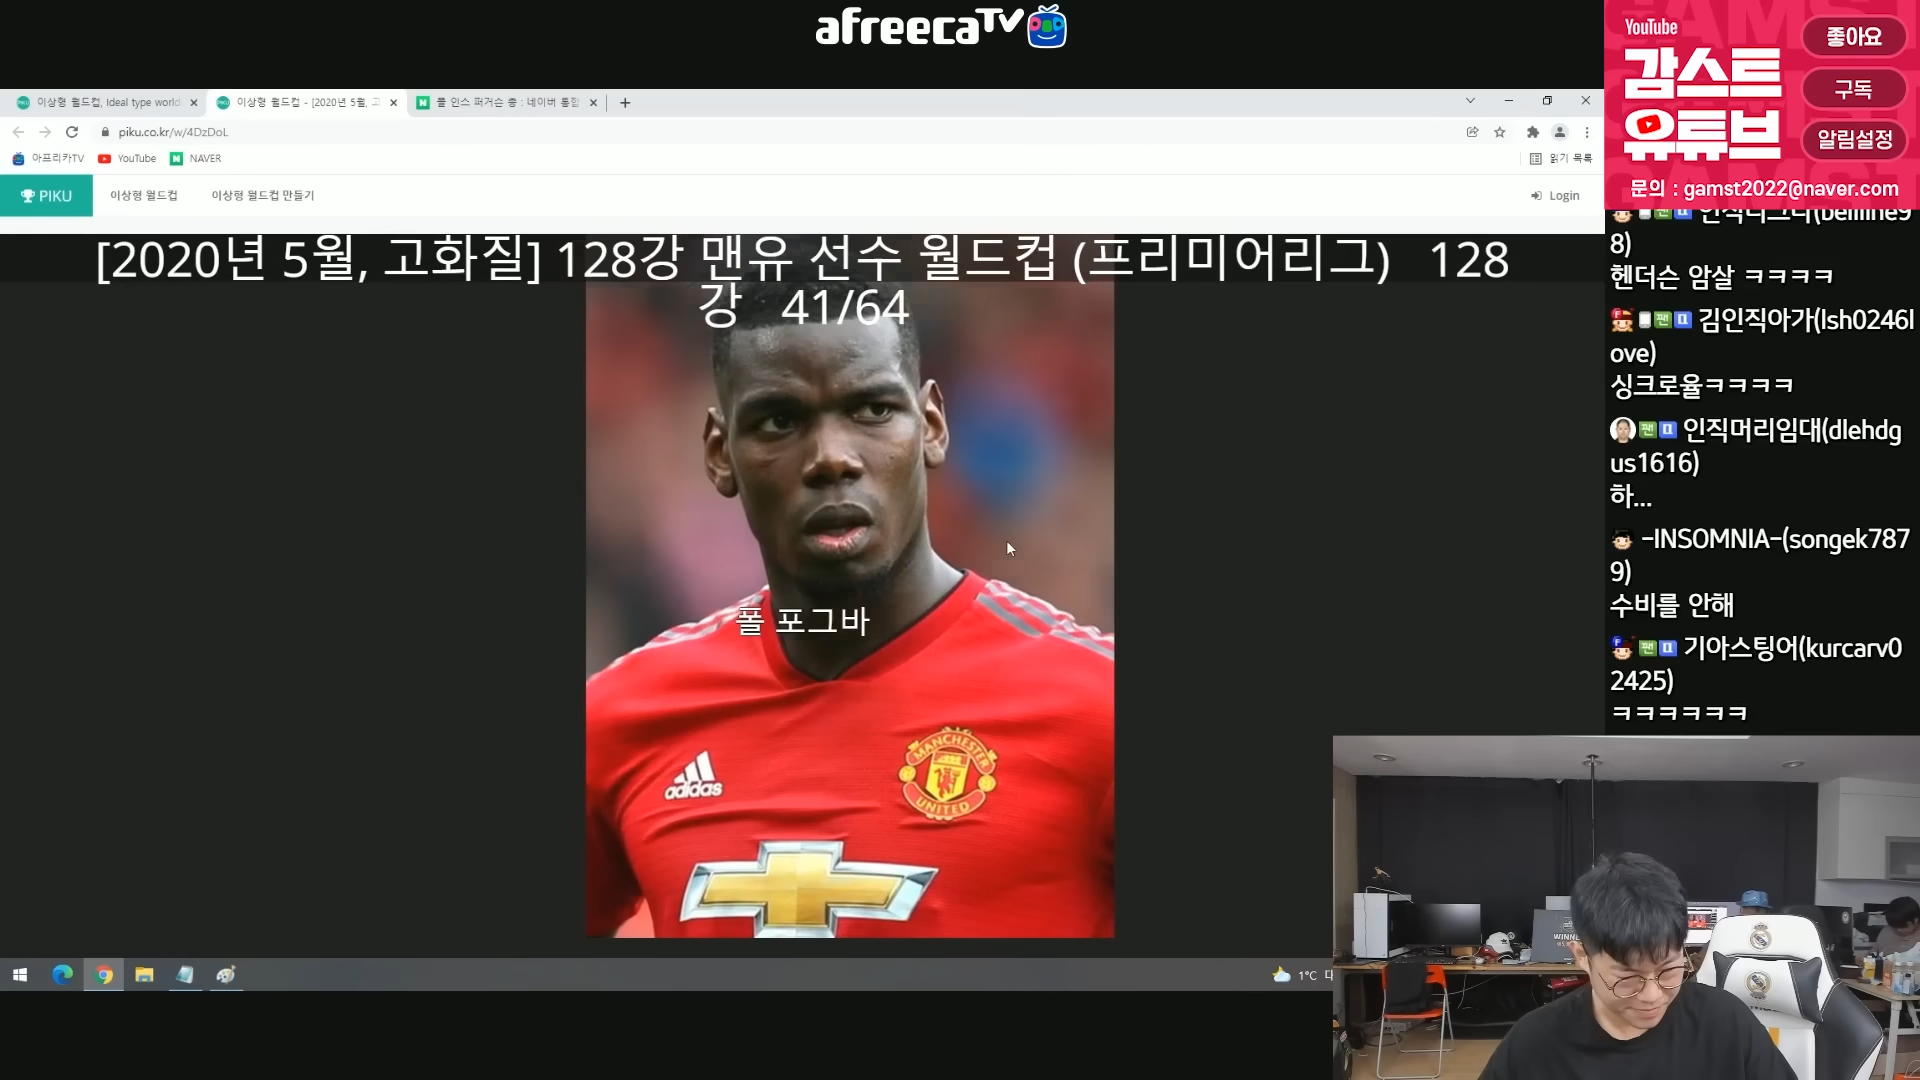 afreecaTV
이상형 월드컵, Ideal type world
이상형 월드컵 - [2020년 5월, 고
폴 인스 퍼거슨 총 : 네이버 통합
piku.co.kr/w/4DzDoL
아프리카TV YouTube NAVER
읽기 목록
PIKU 이상형 월드컵 이상형 월드컵 만들기 Login
[2020년 5월, 고화질] 128강 맨유 선수 월드컵 (프리미어리그) 128
강 41/64
폴 포그바
adidas
MANCHESTER
UNITED
1°C 대
YouTube
감스트
유튜브
좋아요
구독
알림설정
문의 : gamst2022@naver.com
8)
헨더슨 암살 ㅋㅋㅋㅋ
김인직아가(lsh0246l
ove)
싱크로율ㅋㅋㅋㅋ
인직머리임대(dlehdg
us1616)
하...
-INSOMNIA-(songek787
9)
수비를 안해
기아스팅어(kurcarv0
2425)
ㅋㅋㅋㅋㅋㅋ